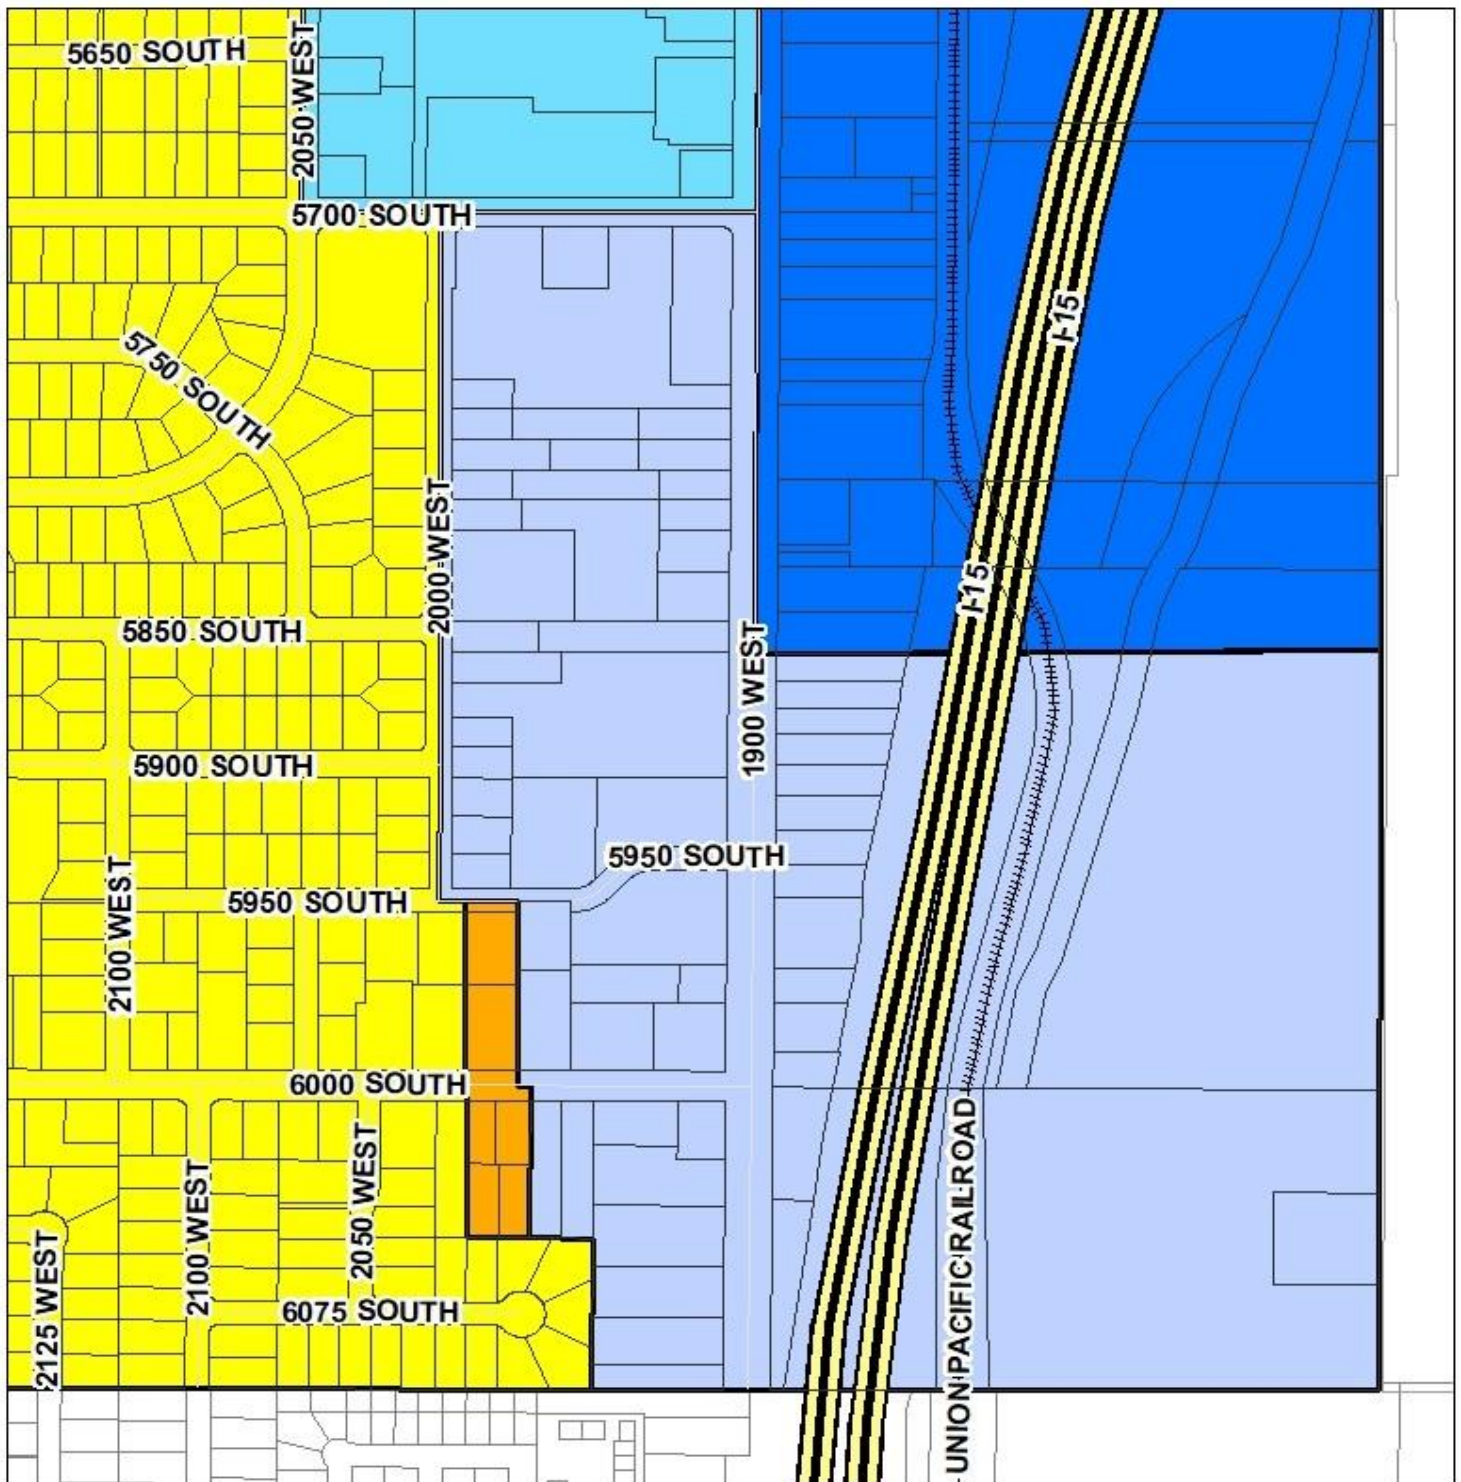 5650 SOUTH
2050 WEST
5700 SOUTH
I-15
5750 SOUTH
2000 WEST
I-15
5850 SOUTH
1900 WEST
5900 SOUTH
5950 SOUTH
5950 SOUTH
2100 WEST
6000 SOUTH
2050 WEST
2100 WEST
UNION PACIFIC RAILROAD
2125 WEST
6075 SOUTH